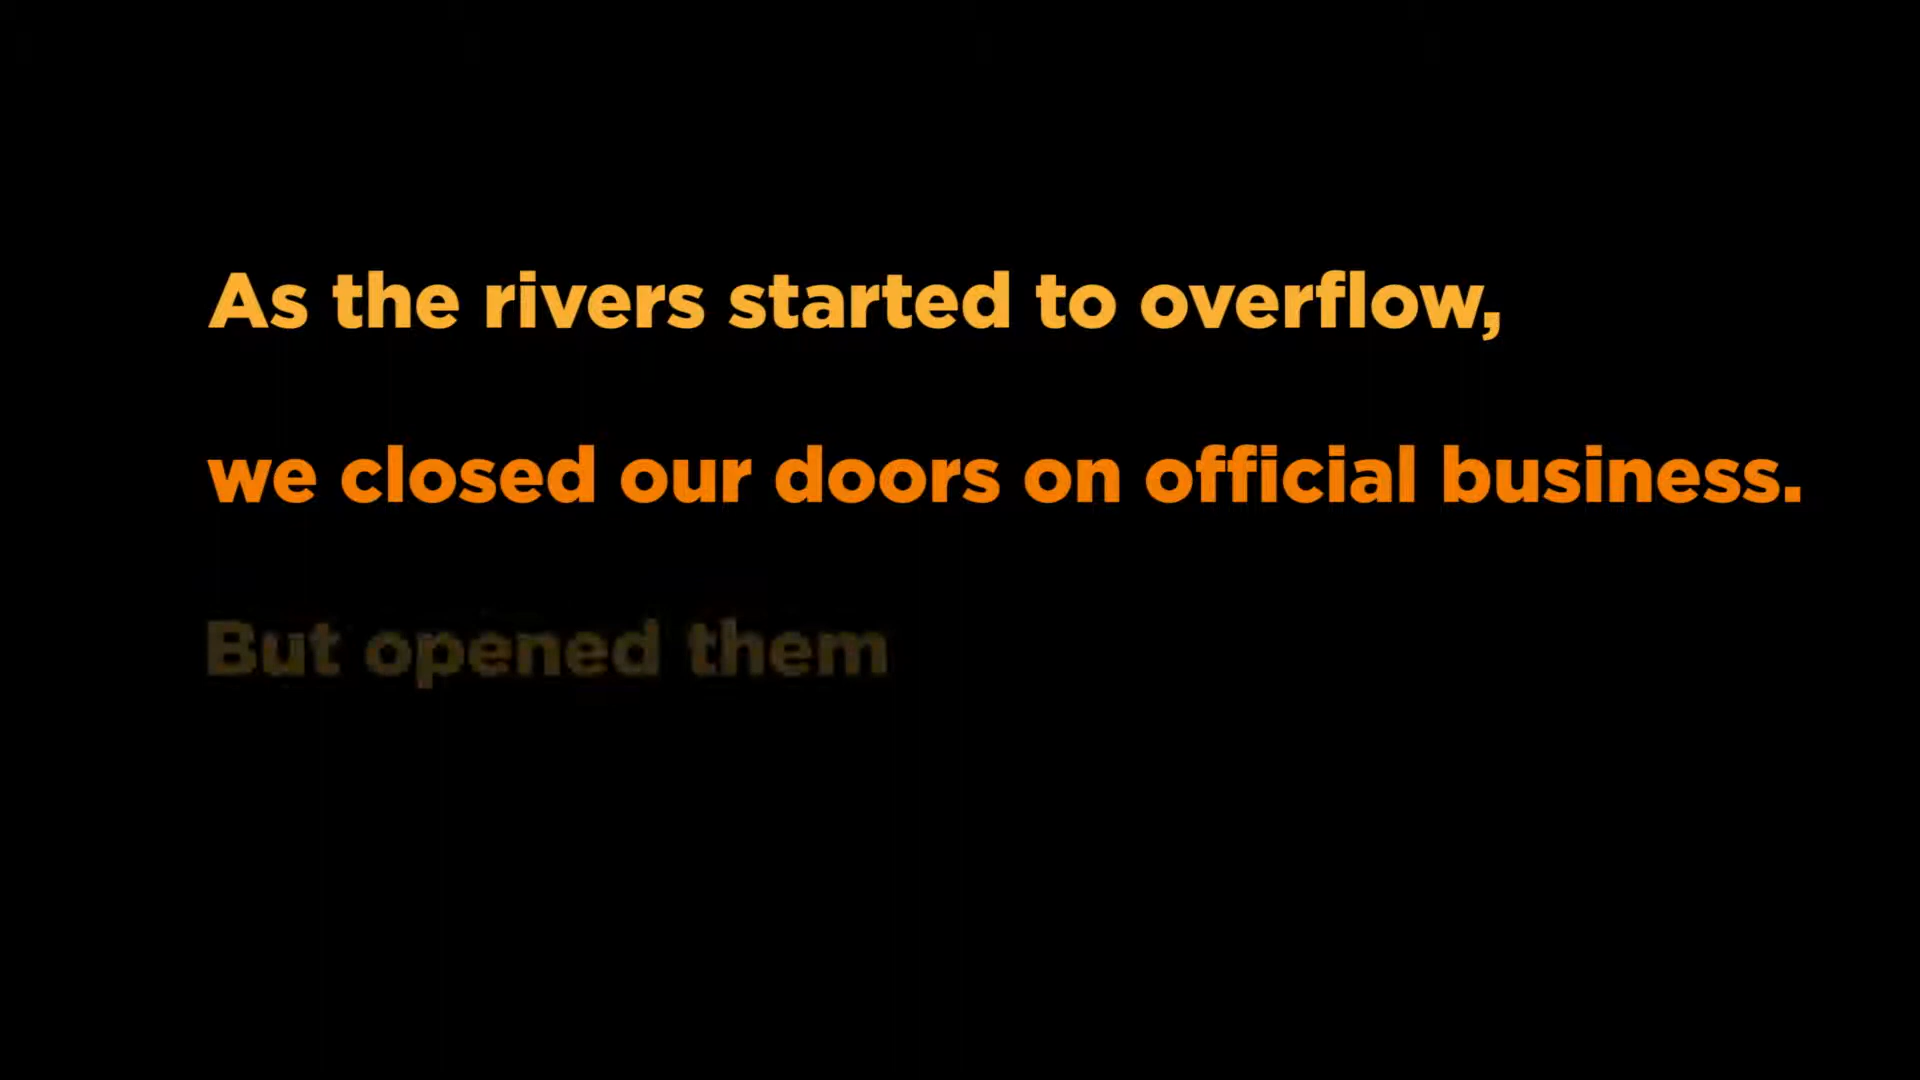 As the rivers started to overflow,
we closed our doors on official business.
But opened them